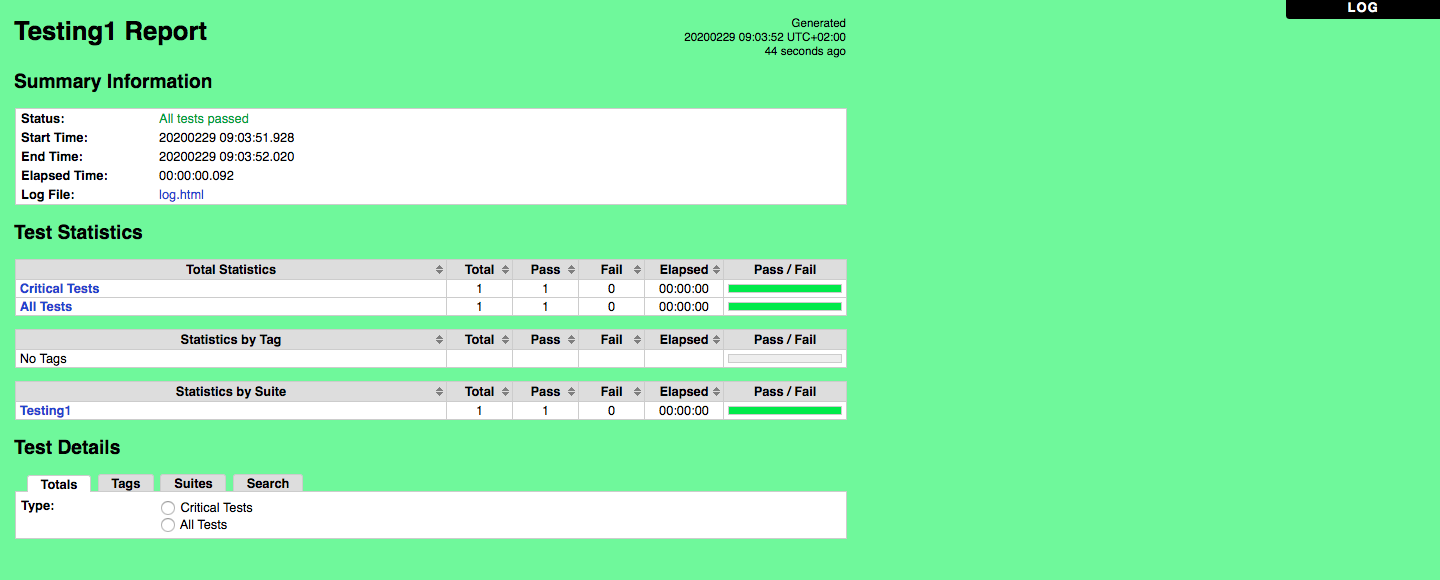 LOG
Testing1 Report
Generated
20200229 09:03:52 UTC+02:00
44 seconds ago
Summary Information
Status: All tests passed
Start Time: 20200229 09:03:51.928
End Time: 20200229 09:03:52.020
Elapsed Time: 00:00:00.092
Log File: log.html
Test Statistics
Total Statistics Total Pass Fail Elapsed Pass / Fail
Critical Tests 1 1 0 00:00:00
All Tests 1 1 0 00:00:00
Statistics by Tag Total Pass Fail Elapsed Pass / Fail
No Tags
Statistics by Suite Total Pass Fail Elapsed Pass / Fail
Testing1 1 1 0 00:00:00
Test Details
Totals Tags Suites Search
Type: Critical Tests
All Tests